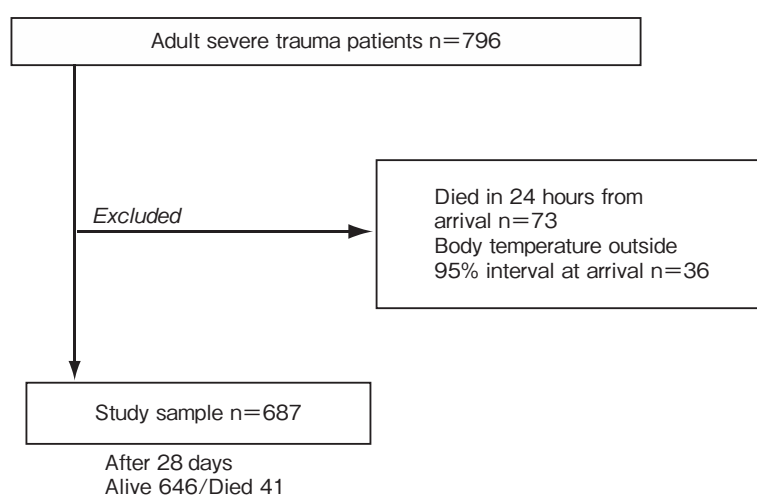 Adult severe trauma patients n=796
Excluded
Died in 24 hours from
arrival n=73
Body temperature outside
95% interval at arrival n=36
Study sample n=687
After 28 days
Alive 646/Died 41